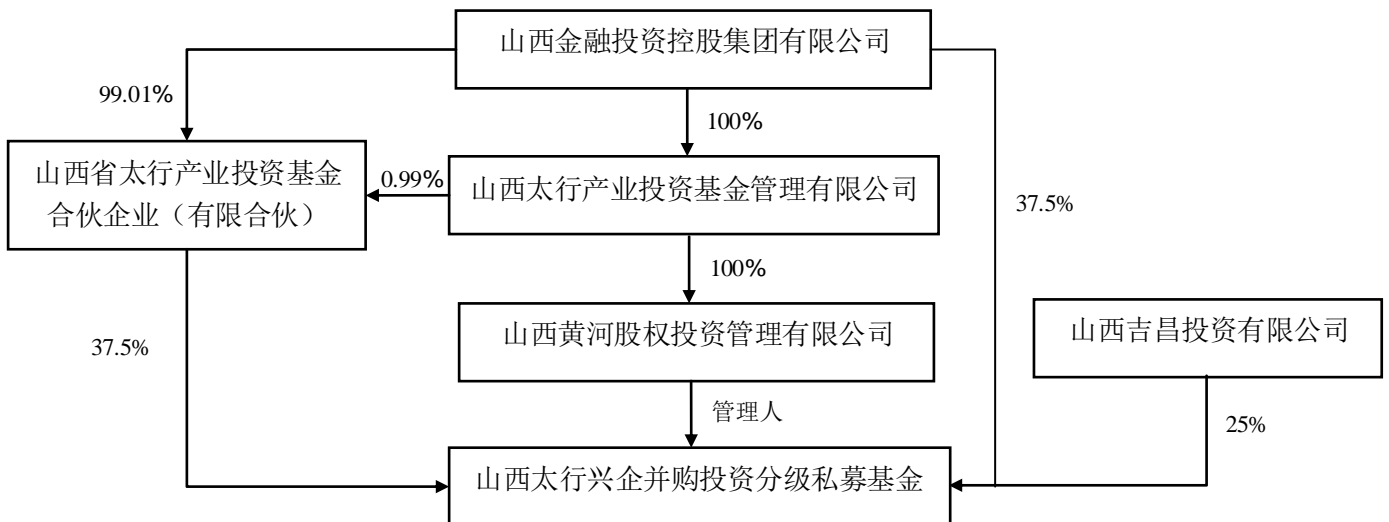 山西金融投资控股集团有限公司
99.01%
100%
山西省太行产业投资基金
合伙企业（有限合伙）
0.99%
山西太行产业投资基金管理有限公司
37.5%
100%
山西黄河股权投资管理有限公司
山西吉昌投资有限公司
37.5%
管理人
25%
山西太行兴企并购投资分级私募基金